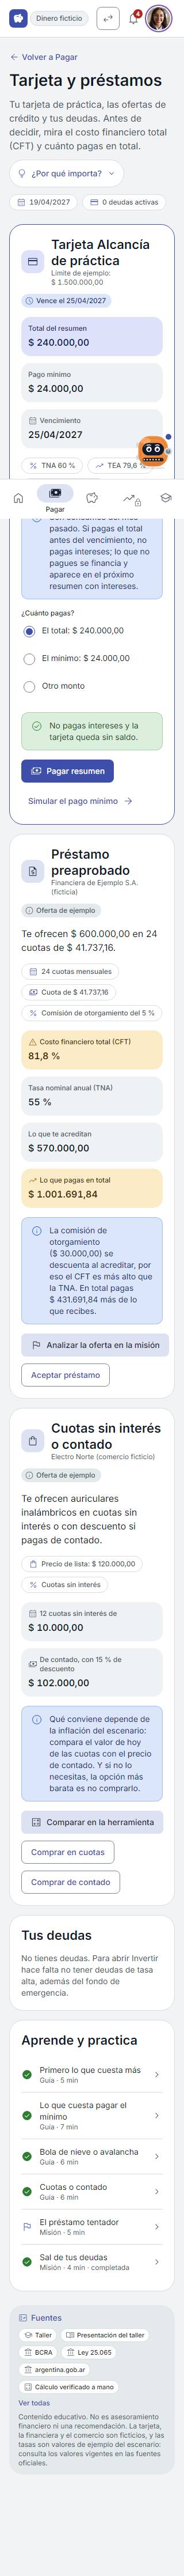 Dinero ficticio
4
← Volver a Pagar
Tarjeta y préstamos
Tu tarjeta de práctica, las ofertas de
crédito y tus deudas. Antes de
decidir, mira el costo financiero total
(CFT) y cuánto pagas en total.
¿Por qué importa?
19/04/2027
0 deudas activas
Tarjeta Alcancía
de práctica
Límite de ejemplo:
$ 1.500.000,00
Vence el 25/04/2027
Total del resumen
$ 240.000,00
Pago mínimo
$ 24.000,00
Vencimiento
25/04/2027
TNA 60 %
TEA 79,6 %
Pagar
pasados. Si pagas el total
antes del vencimiento, no
pagas intereses; lo que no
pagues se financia y
aparece en el próximo
resumen con intereses.
¿Cuánto pagas?
El total: $ 240.000,00
El mínimo: $ 24.000,00
Otro monto
No pagas intereses y la
tarjeta queda sin saldo.
Pagar resumen
Simular el pago mínimo →
Préstamo
preaprobado
Financiera de Ejemplo S.A.
(ficticia)
Oferta de ejemplo
Te ofrecen $ 600.000,00 en 24
cuotas de $ 41.737,16.
24 cuotas mensuales
Cuota de $ 41.737,16
Comisión de otorgamiento del 5 %
Costo financiero total (CFT)
81,8 %
Tasa nominal anual (TNA)
55 %
Lo que te acreditan
$ 570.000,00
Lo que pagas en total
$ 1.001.691,84
La comisión de
otorgamiento
($ 30.000,00) se
descuenta al acreditar, por
eso el CFT es más alto que
la TNA. En total pagas
$ 431.691,84 más de lo
que recibes.
Analizar la oferta en la misión
Aceptar préstamo
Cuotas sin interés
o contado
Electro Norte (comercio ficticio)
Oferta de ejemplo
Te ofrecen auriculares
inalámbricos en cuotas sin
interés o con descuento si
pagas de contado.
Precio de lista: $ 120.000,00
Cuotas sin interés
12 cuotas sin interés de
$ 10.000,00
De contado, con 15 % de
descuento
$ 102.000,00
Qué conviene depende de
la inflación del escenario:
compara el valor de hoy
de las cuotas con el precio
de contado. Y si no lo
necesitas, la opción más
barata es no comprarlo.
Comparar en la herramienta
Comprar en cuotas
Comprar de contado
Tus deudas
No tienes deudas. Para abrir Invertir
hace falta no tener deudas de tasa
alta, además del fondo de
emergencia.
Aprende y practica
Primero lo que cuesta más
Guía · 5 min
Lo que cuesta pagar el
mínimo
Guía · 7 min
Bola de nieve o avalancha
Guía · 6 min
Cuotas o contado
Guía · 6 min
El préstamo tentador
Misión · 5 min
Sal de tus deudas
Misión · 4 min · completada
Fuentes
Taller
Presentación del taller
BCRA
Ley 25.065
argentina.gob.ar
Cálculo verificado a mano
Ver todas
Contenido educativo. No es asesoramiento
financiero ni una recomendación. La tarjeta,
la financiera y el comercio son ficticios, y las
tasas son valores de ejemplo del escenario:
consulta los valores vigentes en las fuentes
oficiales.